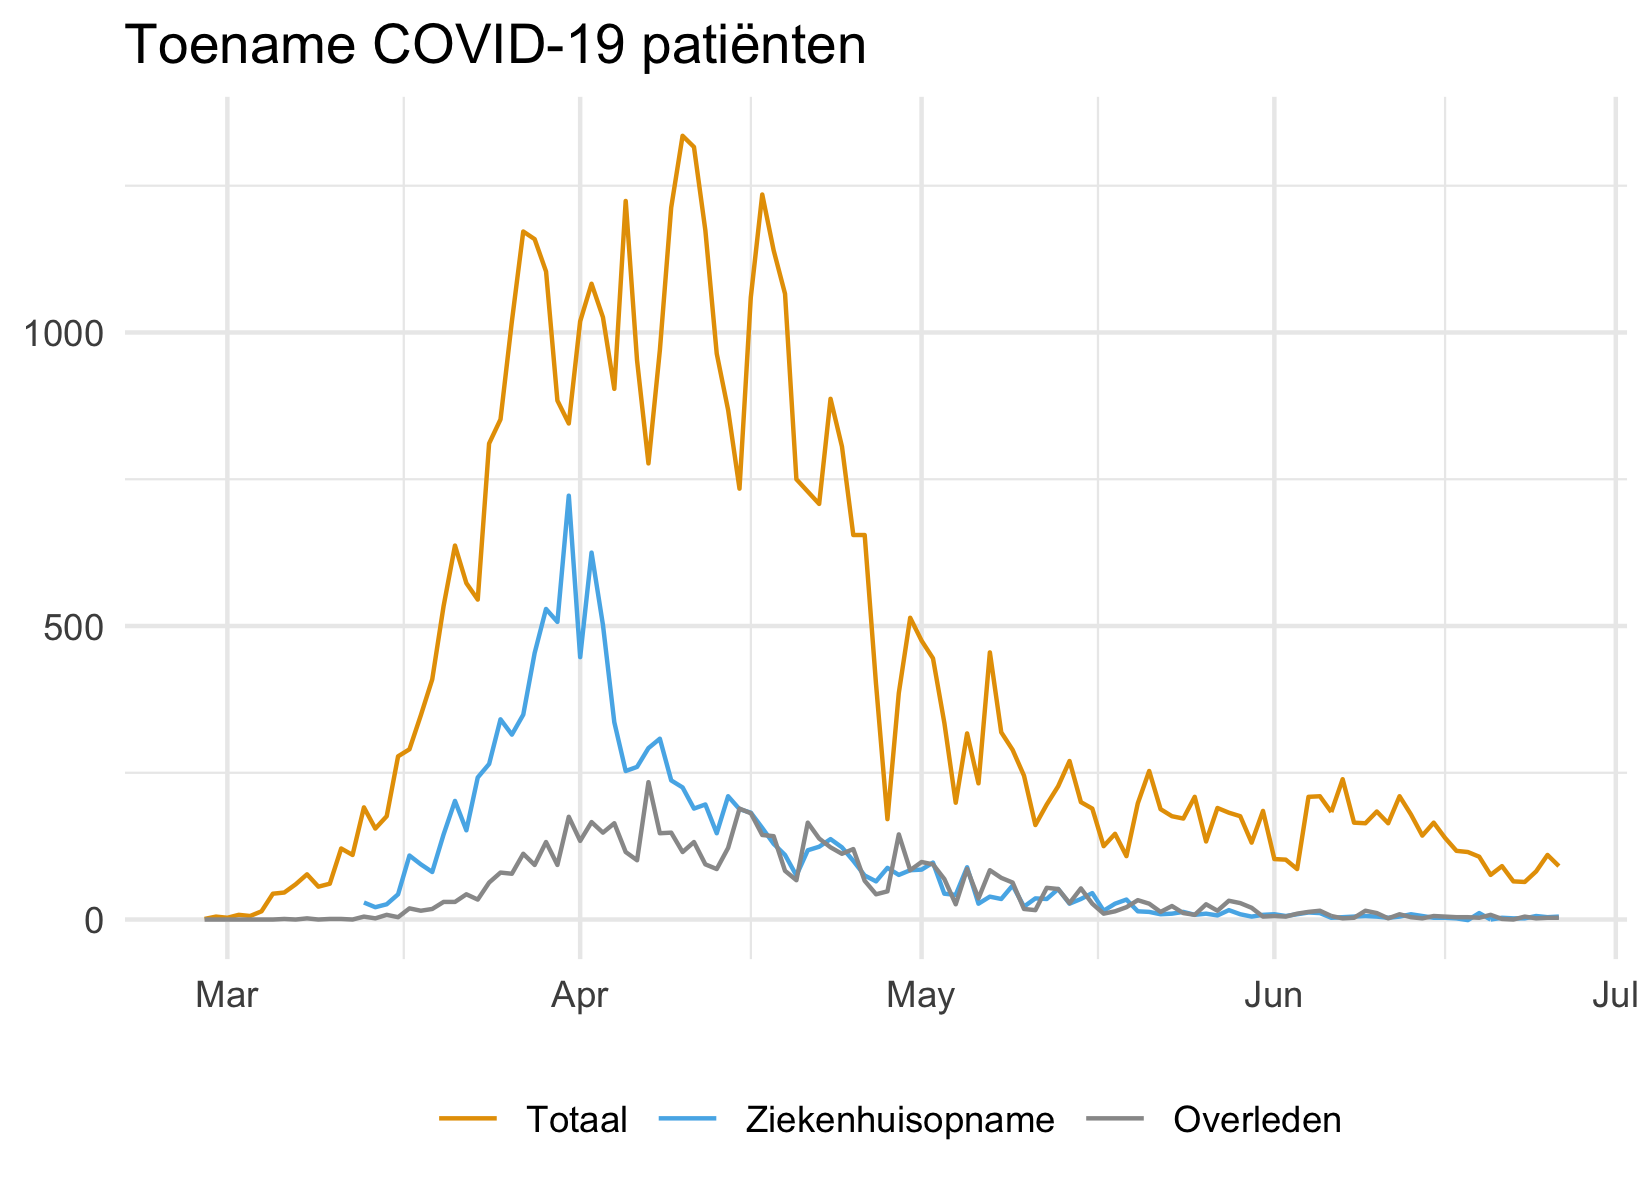 Toename COVID-19 patiënten
1000
500
0
Mar Apr May Jun Jul
Totaal Ziekenhuisopname Overleden